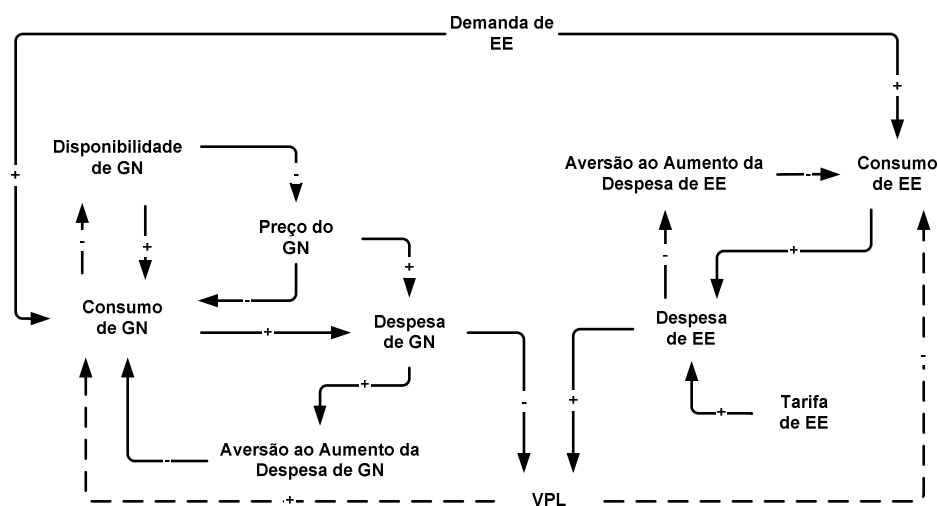 Demanda de
EE
+
+
Disponibilidade
de GN
-
Aversão ao Aumento da
Despesa de EE
-
Consumo
de EE
Preço do
GN
-
+
+
-
+
-
Consumo
de GN
-
+
Despesa
de GN
Despesa
de EE
-
+
-
+
Tarifa
de EE
+
Aversão ao Aumento da
Despesa de GN
-
+
VPL